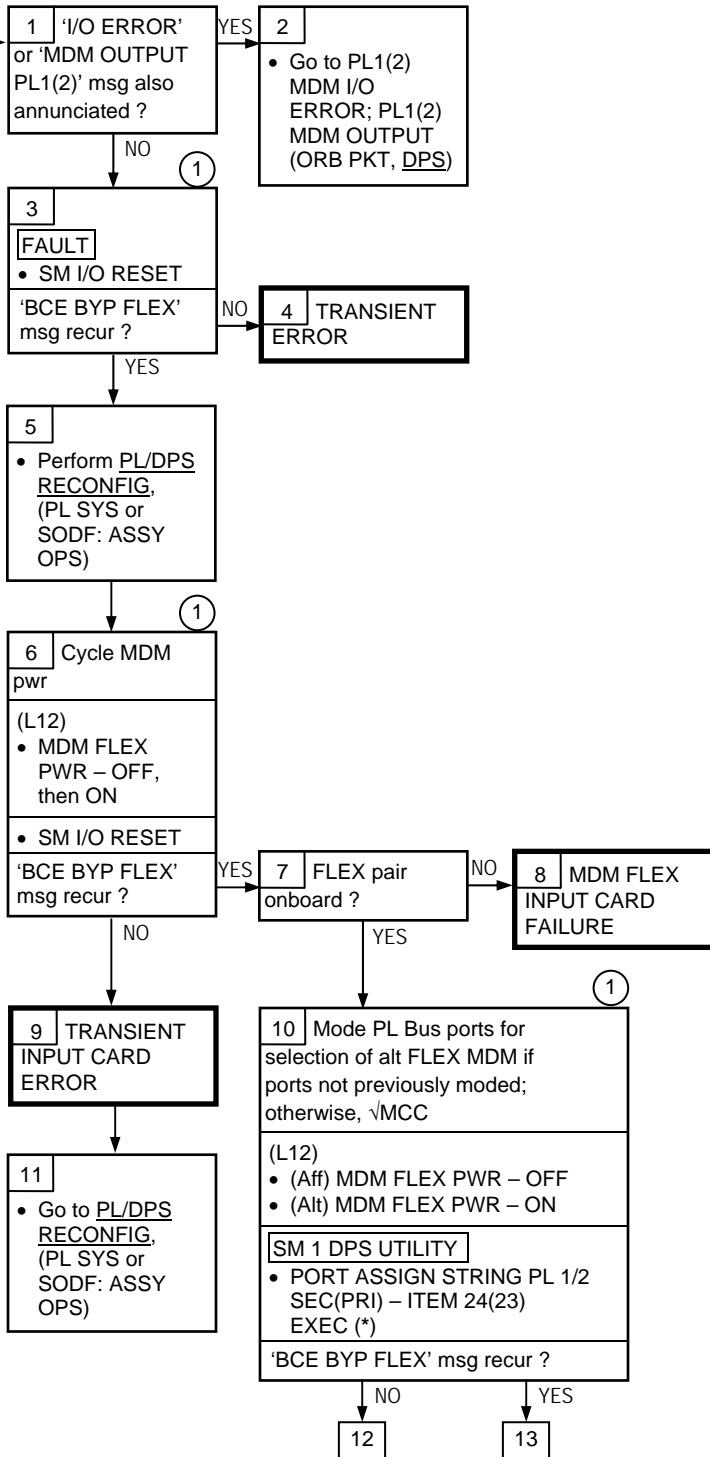 1 'I/O ERROR'
or 'MDM OUTPUT
PL1(2)' msg also
annunciated ?
YES
2
• Go to PL1(2)
MDM I/O
ERROR; PL1(2)
MDM OUTPUT
(ORB PKT, DPS)
NO
1
3
FAULT
• SM I/O RESET
'BCE BYP FLEX'
msg recur ?
NO
4 TRANSIENT
ERROR
YES
5
• Perform PL/DPS
RECONFIG,
(PL SYS or
SODF: ASSY
OPS)
1
6 Cycle MDM
pwr
(L12)
• MDM FLEX
PWR – OFF,
then ON
• SM I/O RESET
'BCE BYP FLEX'
msg recur ?
YES
7 FLEX pair
onboard ?
NO
8 MDM FLEX
INPUT CARD
FAILURE
NO
YES
9 TRANSIENT
INPUT CARD
ERROR
1
10 Mode PL Bus ports for
selection of alt FLEX MDM if
ports not previously moded;
otherwise, √MCC
(L12)
• (Aff) MDM FLEX PWR – OFF
• (Alt) MDM FLEX PWR – ON
SM 1 DPS UTILITY
• PORT ASSIGN STRING PL 1/2
SEC(PRI) – ITEM 24(23)
EXEC (*)
'BCE BYP FLEX' msg recur ?
11
• Go to PL/DPS
RECONFIG,
(PL SYS or
SODF: ASSY
OPS)
NO
YES
12
13